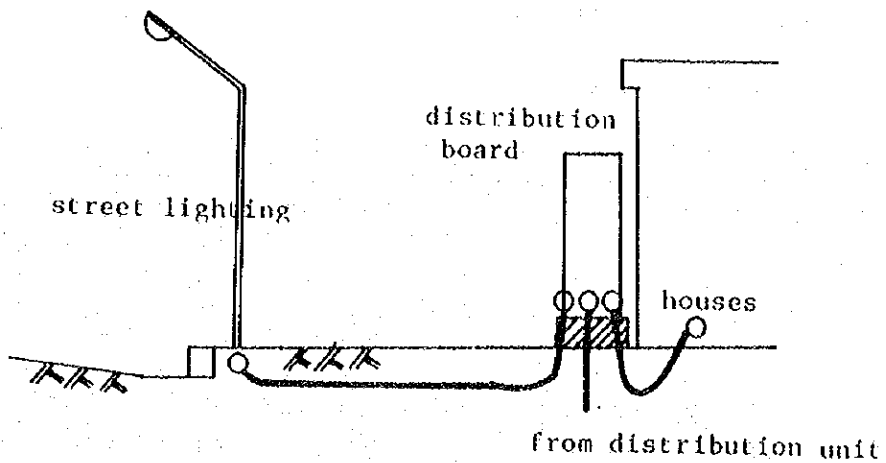 distribution
board
street lighting
houses
from distribution unit